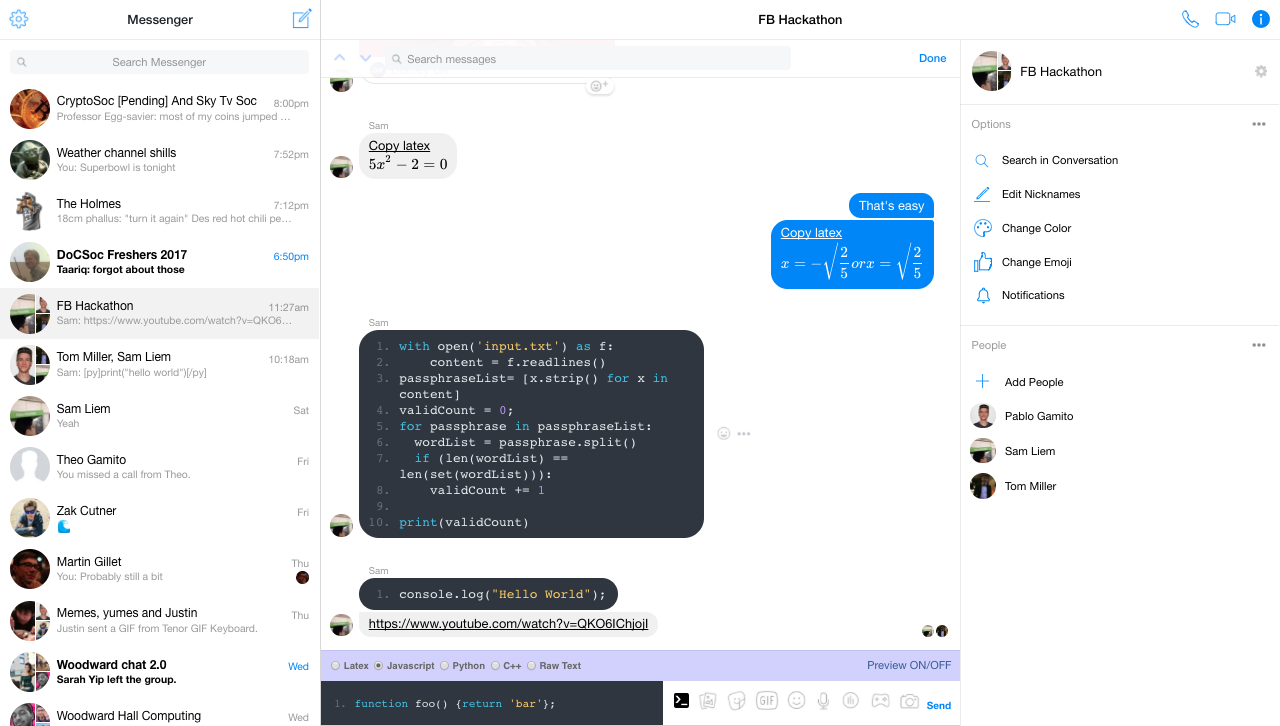 Messenger
Search Messenger
CryptoSoc [Pending] And Sky Tv Soc 8:00pm
Professor Egg-savier: most of my coins jumped …
Weather channel shills 7:52pm
You: Superbowl is tonight
The Holmes 7:12pm
18cm phallus: "turn it again" Des red hot chili pe…
DoCSoc Freshers 2017 6:50pm
Taariq: forgot about those
FB Hackathon 11:27am
Sam: https://www.youtube.com/watch?v=QKO6…
Tom Miller, Sam Liem 10:18am
Sam: [py]print("hello world")[/py]
Sam Liem Sat
Yeah
Theo Gamito Fri
You missed a call from Theo.
Zak Cutner Fri
Martin Gillet Thu
You: Probably still a bit
Memes, yumes and Justin Thu
Justin sent a GIF from Tenor GIF Keyboard.
Woodward chat 2.0 Wed
Sarah Yip left the group.
Woodward Hall Computing Wed
FB Hackathon
Search messages Done
Sam
Copy latex
5x² − 2 = 0
That's easy
Copy latex
x = −√(2/5) or x = √(2/5)
Sam
1. with open('input.txt') as f:
2.     content = f.readlines()
3. passphraseList= [x.strip() for x in
content]
4. validCount = 0;
5. for passphrase in passphraseList:
6.   wordList = passphrase.split()
7.   if (len(wordList) ==
len(set(wordList))):
8.     validCount += 1
9.
10. print(validCount)
Sam
1. console.log("Hello World");
https://www.youtube.com/watch?v=QKO6IChjojI
Latex Javascript Python C++ Raw Text Preview ON/OFF
1. function foo() {return 'bar'};
GIF
Send
FB Hackathon
Options
Search in Conversation
Edit Nicknames
Change Color
Change Emoji
Notifications
People
Add People
Pablo Gamito
Sam Liem
Tom Miller